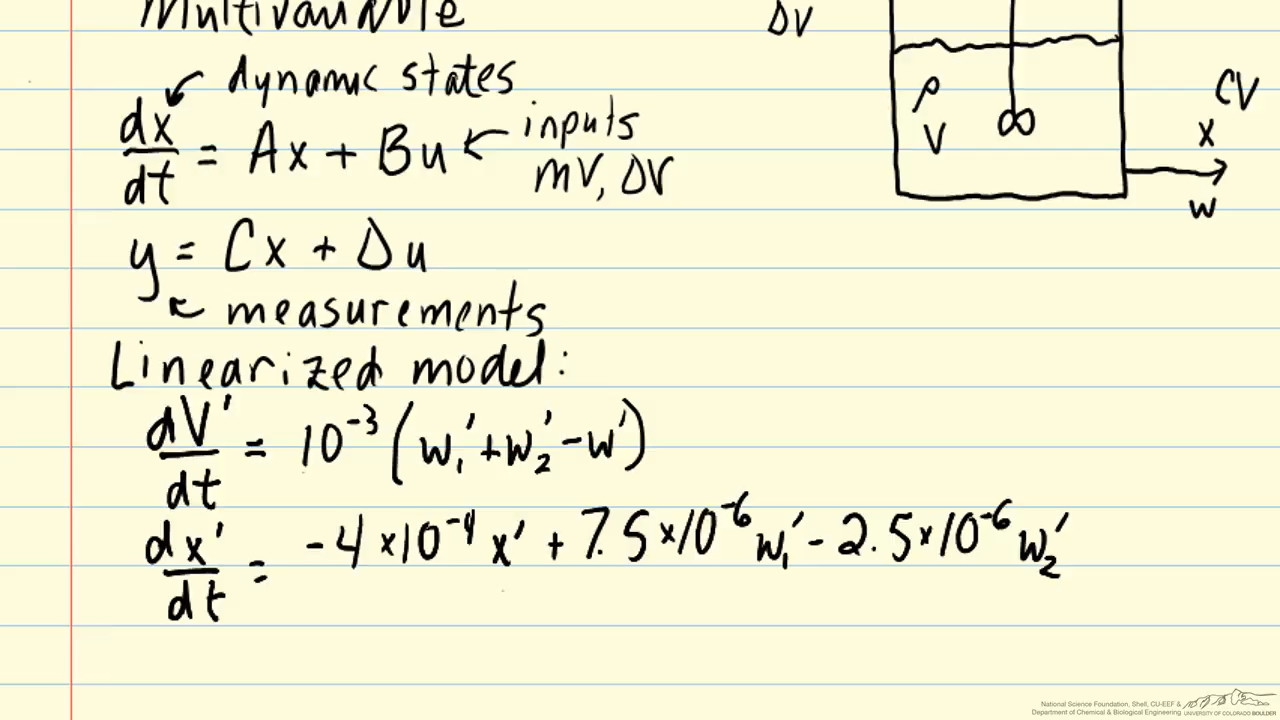 Multivariable
DV
dynamic states
dx/dt = Ax + Bu
inputs
MV, DV
y = Cx + Du
measurements
ρ
V
CV
x
w
Linearized model:
dV'/dt = 10⁻³ (w₁' + w₂' - w')
dx'/dt = -4 × 10⁻⁴ x' + 7.5 × 10⁻⁶ w₁' - 2.5 × 10⁻⁶ w₂'
National Science Foundation, Shell, CU-EEF &
Department of Chemical & Biological Engineering
UNIVERSITY OF COLORADO BOULDER